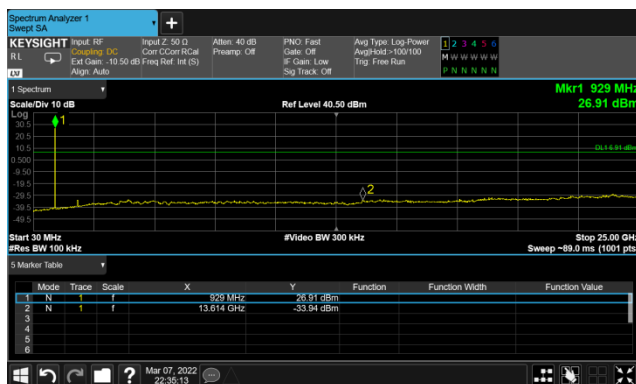 Spectrum Analyzer 1
Swept SA
+
KEYSIGHT Input: RF Input Z: 50 Ω Atten: 40 dB PNO: Fast Avg Type: Log-Power 1 2 3 4 5 6
RL Coupling: DC Corr CCorr RCal Preamp: Off Gate: Off Avg|Hold:>100/100 M W W W W W
Ext Gain: -10.50 dB Freq Ref: Int (S) IF Gain: Low Trig: Free Run
LXI Align: Auto Sig Track: Off P N N N N N
1 Spectrum Mkr1 929 MHz
Scale/Div 10 dB Ref Level 40.50 dBm 26.91 dBm
Log
30.5 1
20.5
10.5 DL1 6.91 dBm
0.500
-9.50
-19.5
-29.5 2
-39.5
-49.5
Start 30 MHz #Video BW 300 kHz Stop 25.00 GHz
#Res BW 100 kHz Sweep ~89.0 ms (1001 pts)
5 Marker Table
Mode Trace Scale X Y Function Function Width Function Value
1 N 1 f 929 MHz 26.91 dBm
2 N 1 f 13.614 GHz -33.94 dBm
3
4
5
6
? Mar 07, 2022
22:35:13